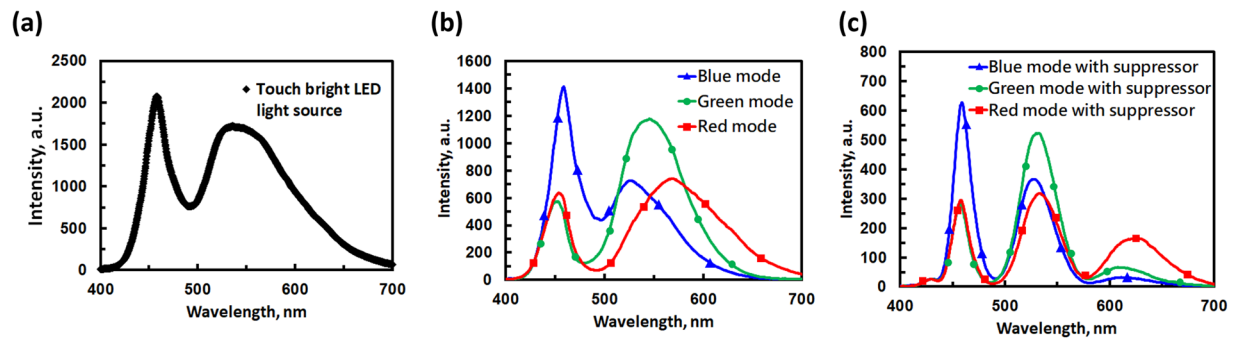 (a)
2500
2000
1500
1000
500
0
400 500 600 700
Intensity, a.u.
Wavelength, nm
Touch bright LED
light source
(b)
1600
1400
1200
1000
800
600
400
200
0
400 500 600 700
Intensity, a.u.
Wavelength, nm
Blue mode
Green mode
Red mode
(c)
800
700
600
500
400
300
200
100
0
400 500 600 700
Intensity, a.u.
Wavelength, nm
Blue mode with suppressor
Green mode with suppressor
Red mode with suppressor